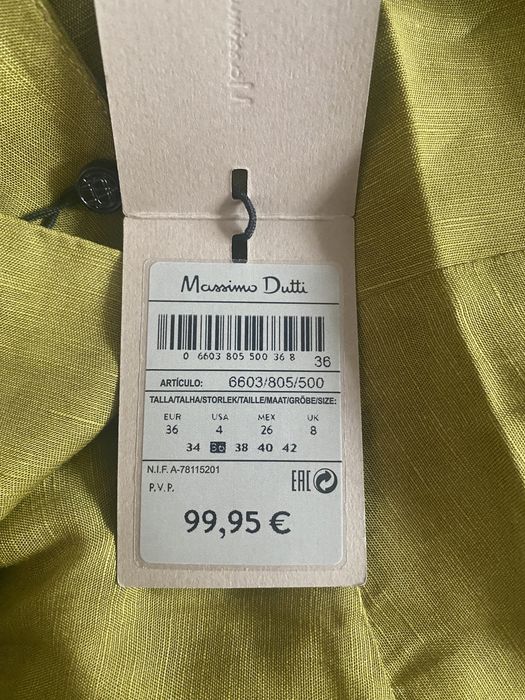 Massimo Dutti
0 6603 805 500 36 8
36
ARTÍCULO: 6603/805/500
TALLA/TALHA/STORLEK/TAILLE/MAAT/GRÖBE/SIZE:
EUR USA MEX UK
36 4 26 8
34 36 38 40 42
N.I.F. A-78115201
P.V.P.
EAC
99,95 €